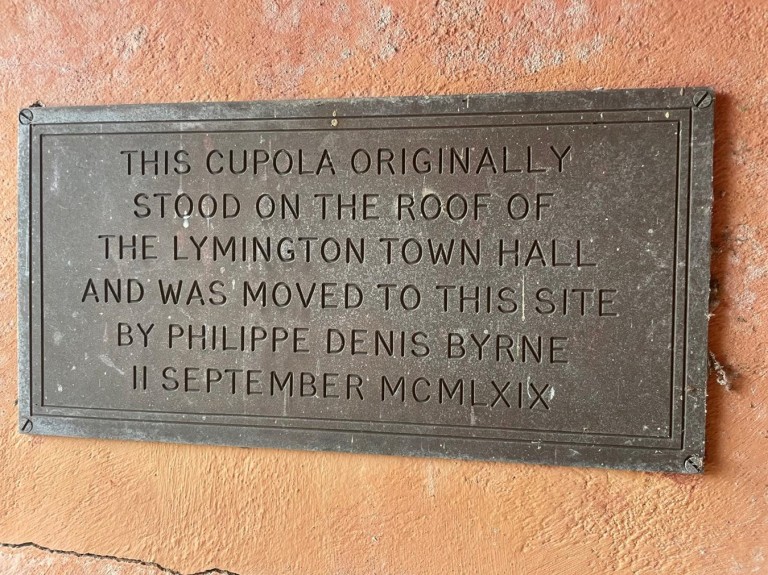 THIS CUPOLA ORIGINALLY
STOOD ON THE ROOF OF
THE LYMINGTON TOWN HALL
AND WAS MOVED TO THIS SITE
BY PHILIPPE DENIS BYRNE
11 SEPTEMBER MCMLXIX